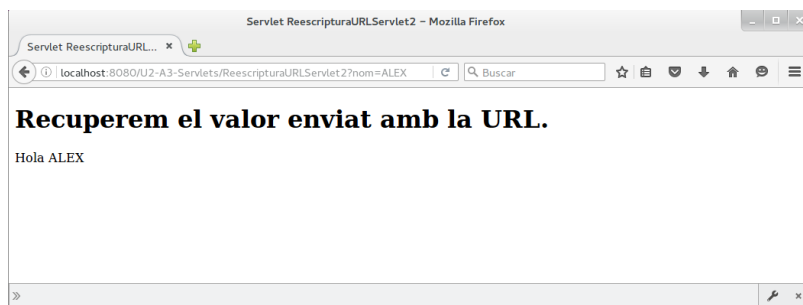 Servlet ReescripturaURLServlet2 - Mozilla Firefox
Servlet ReescripturaURL...
localhost:8080/U2-A3-Servlets/ReescripturaURLServlet2?nom=ALEX
Buscar
Recuperem el valor enviat amb la URL.
Hola ALEX